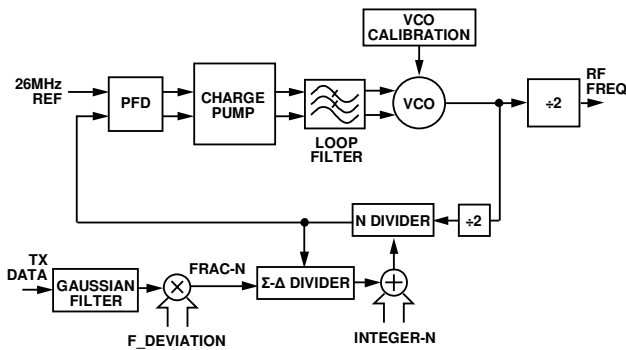 VCO
CALIBRATION
26MHz
REF
PFD
CHARGE
PUMP
LOOP
FILTER
VCO
÷2
RF
FREQ
N DIVIDER
÷2
TX
DATA
GAUSSIAN
FILTER
×
FRAC-N
Σ-Δ DIVIDER
+
F_DEVIATION
INTEGER-N